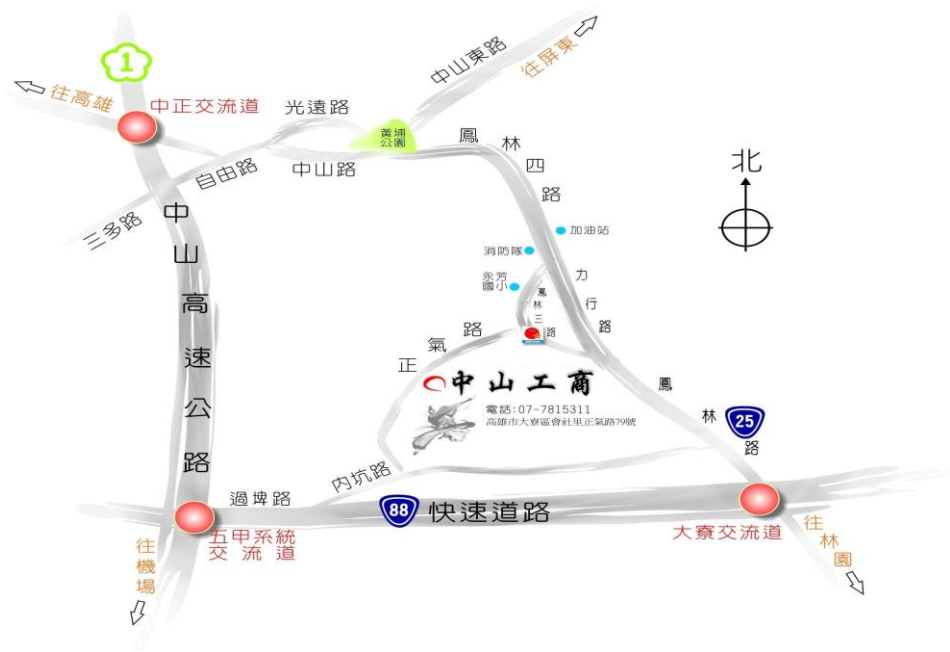 1
往高雄
中正交流道
光遠路
中山東路
往屏東
黃埔
公園
自由路
中山路
鳳林四路
三多路
北
中山高速公路
加油站
消防隊
永芳
國小
力行路
鳳林三路
正氣路
中山工商
電話:07-7815311
高雄市大寮區會社里正氣路79號
鳳林路
25
內坑路
過埤路
88
快速道路
五甲系統
交流道
大寮交流道
往機場
往林園